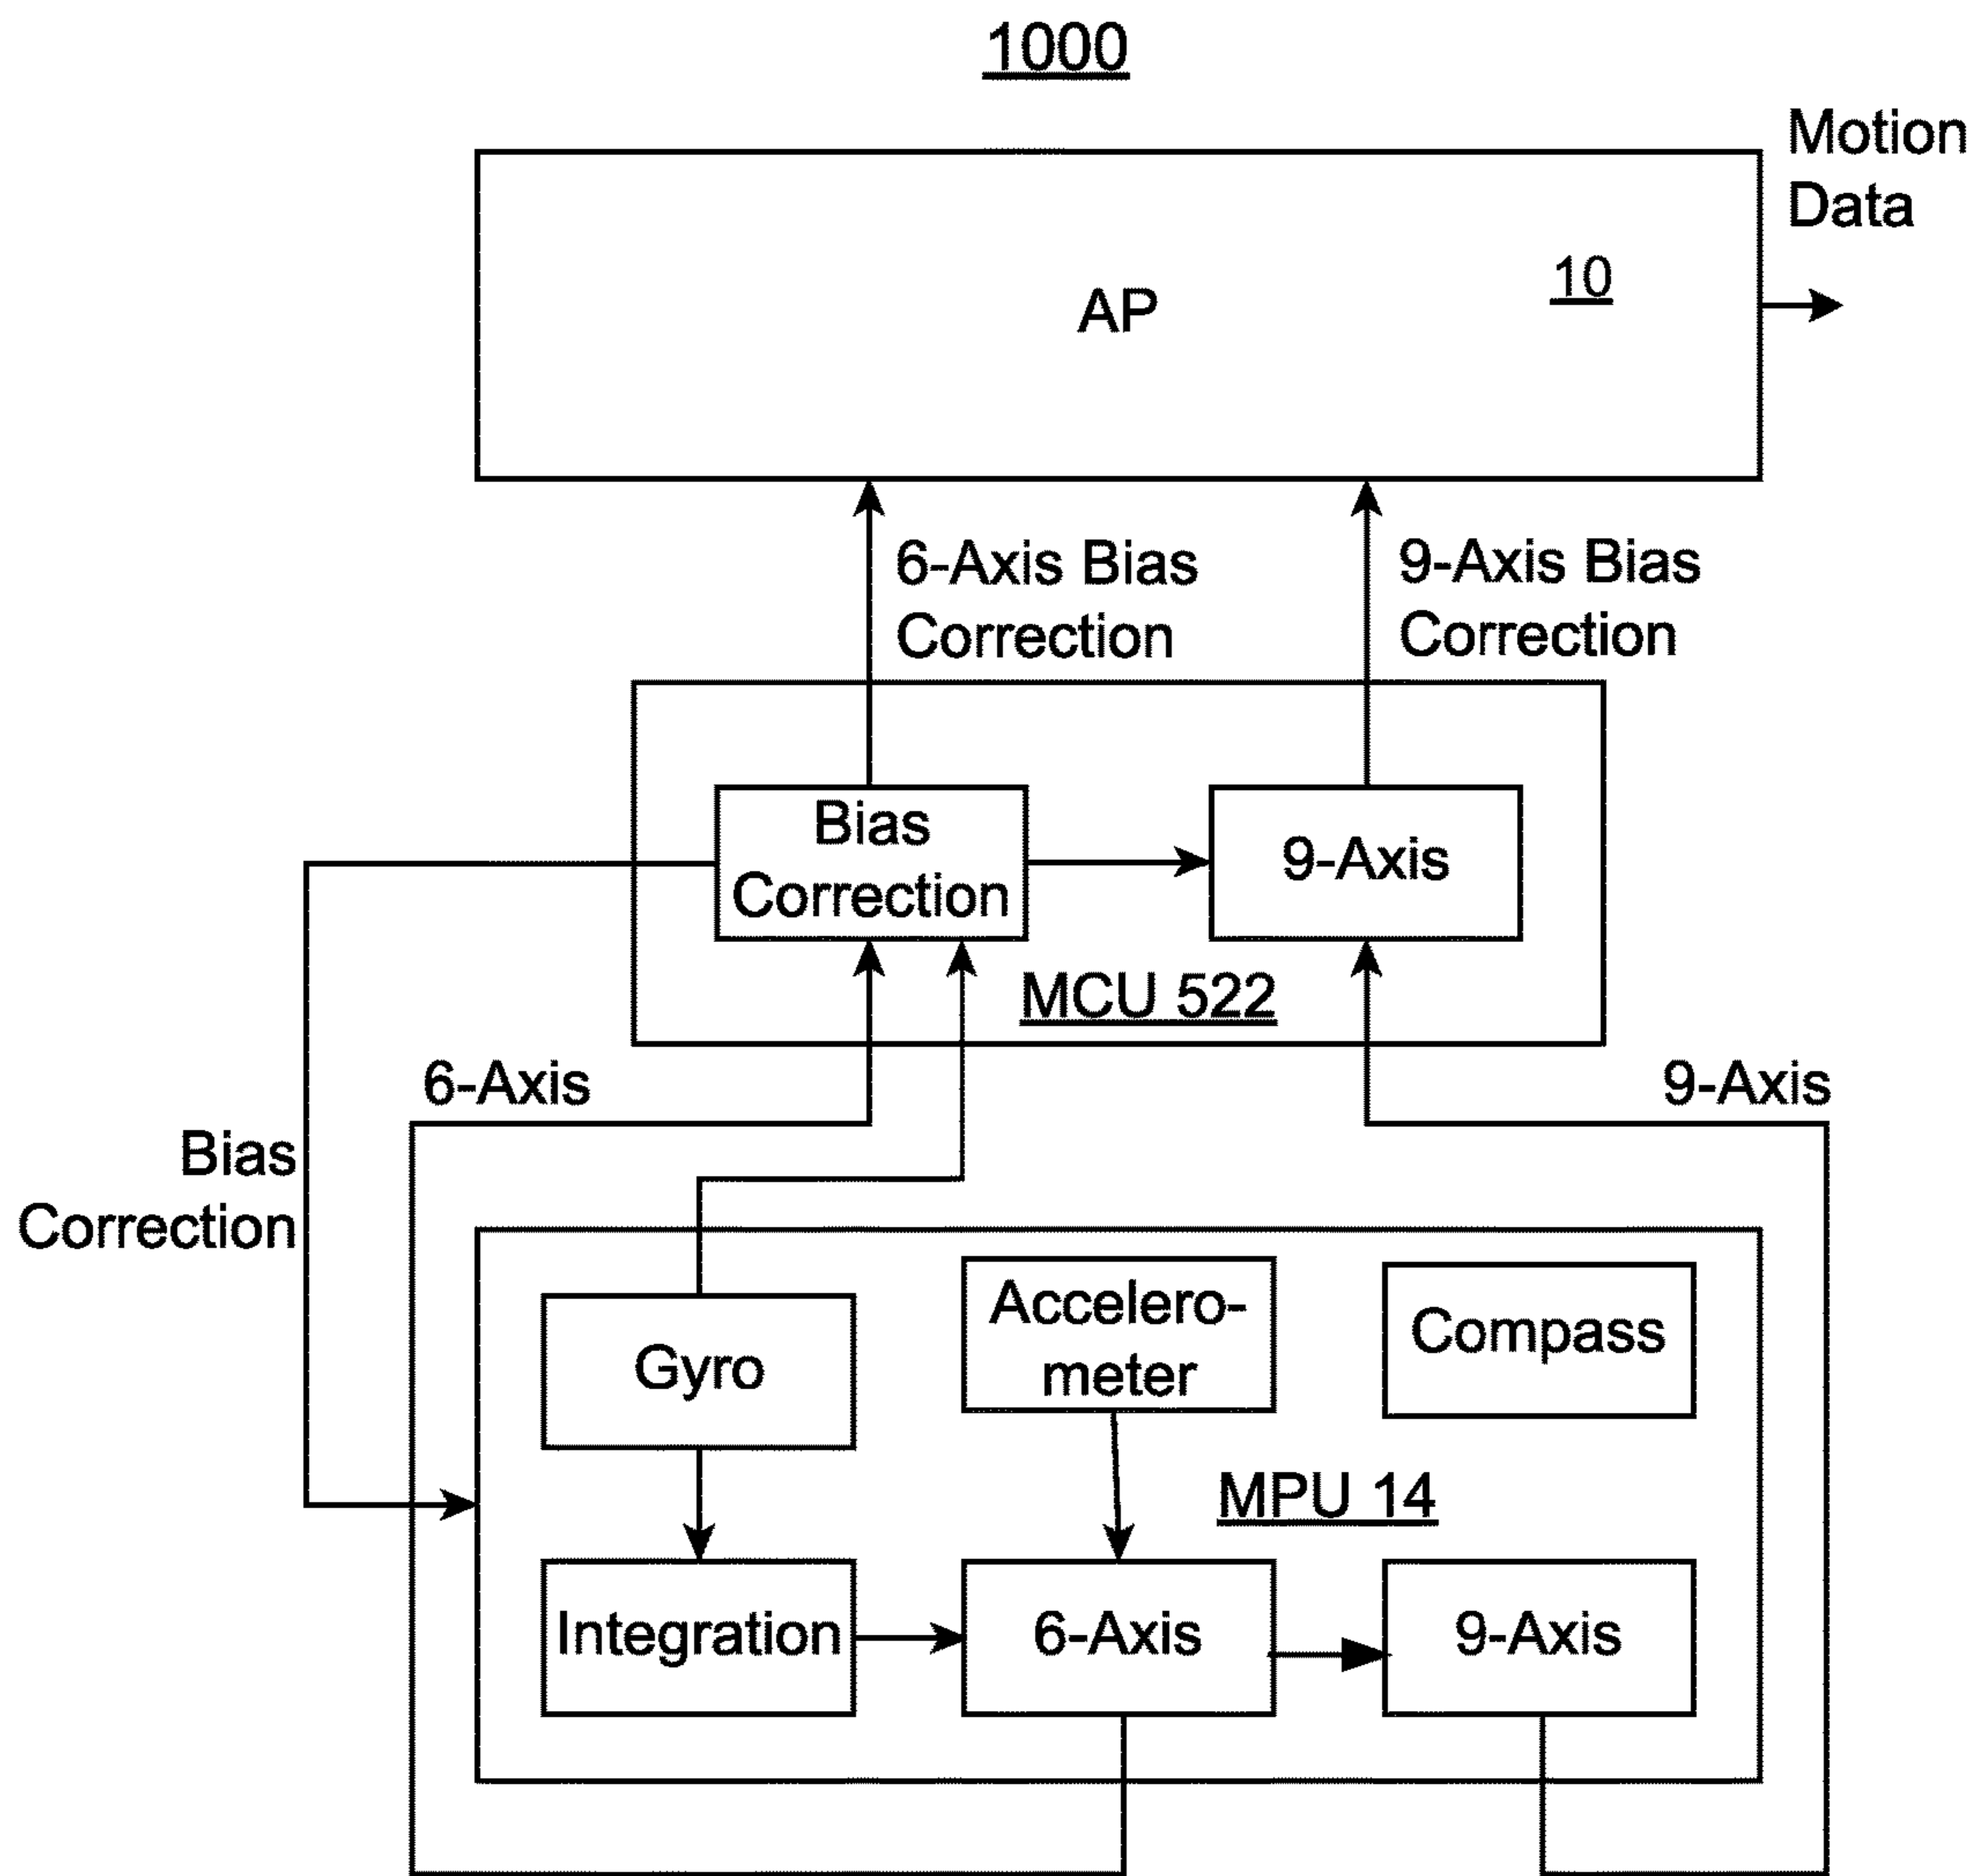 1000
Motion
Data
10
AP
6-Axis Bias
Correction
9-Axis Bias
Correction
Bias
Correction
9-Axis
MCU 522
6-Axis
9-Axis
Bias
Correction
Accelero-
meter
Compass
Gyro
MPU 14
Integration
6-Axis
9-Axis